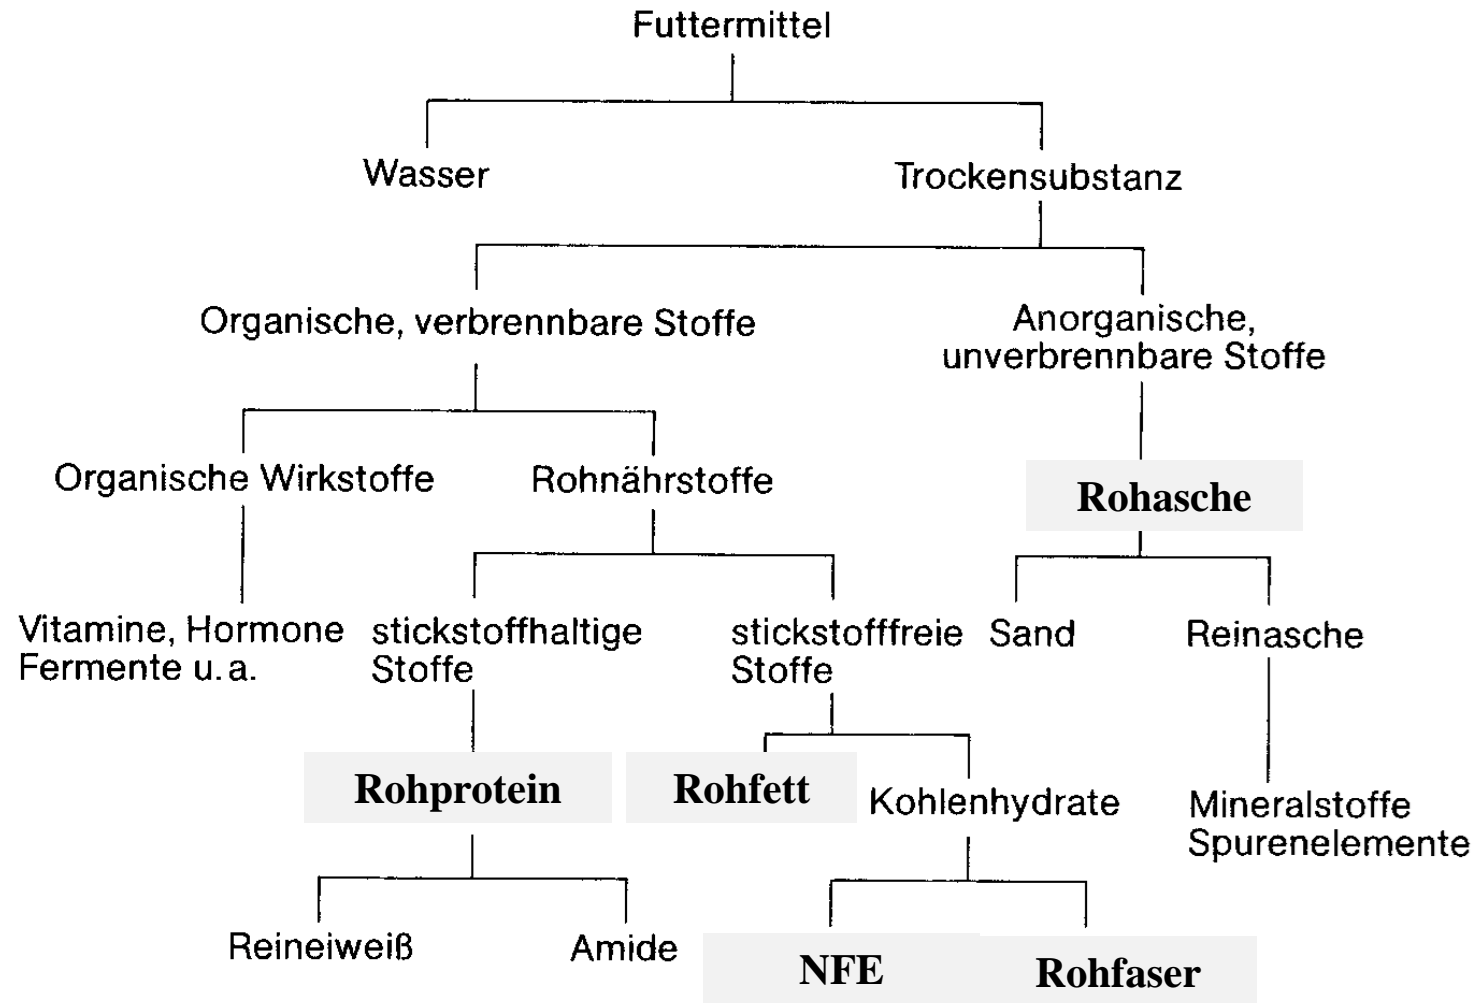 Futtermittel
Wasser
Trockensubstanz
Organische, verbrennbare Stoffe
Anorganische,
unverbrennbare Stoffe
Organische Wirkstoffe
Rohnährstoffe
Rohasche
Vitamine, Hormone
Fermente u. a.
stickstoffhaltige
Stoffe
stickstofffreie
Stoffe
Sand
Reinasche
Rohprotein
Rohfett
Kohlenhydrate
Mineralstoffe
Spurenelemente
Reineiweiß
Amide
NFE
Rohfaser